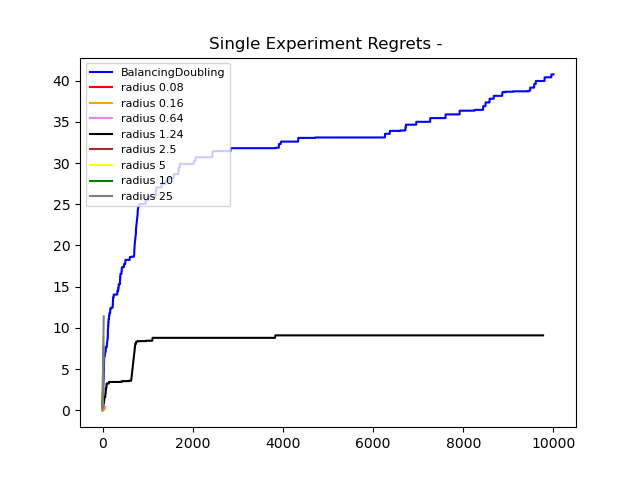 Single Experiment Regrets -
BalancingDoubling
radius 0.08
radius 0.16
radius 0.64
radius 1.24
radius 2.5
radius 5
radius 10
radius 25
40
35
30
25
20
15
10
5
0
0 2000 4000 6000 8000 10000